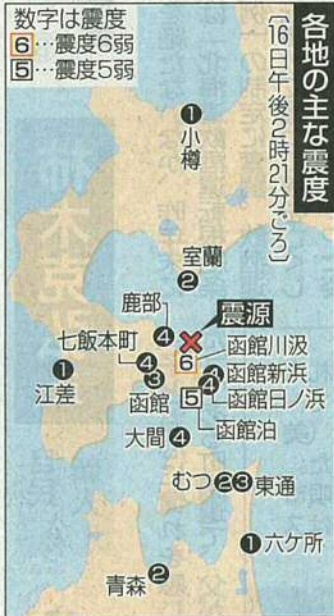 各地の主な震度
〔16日午後2時21分ごろ〕
数字は震度
6…震度6弱
5…震度5弱
1
小樽
室蘭
2
鹿部
4
震源
七飯本町
4
6
函館川汲
1
江差
3
函館
4
函館新浜
4
函館日ノ浜
5
函館泊
大間
4
むつ
2
3
東通
1
六ケ所
青森
2